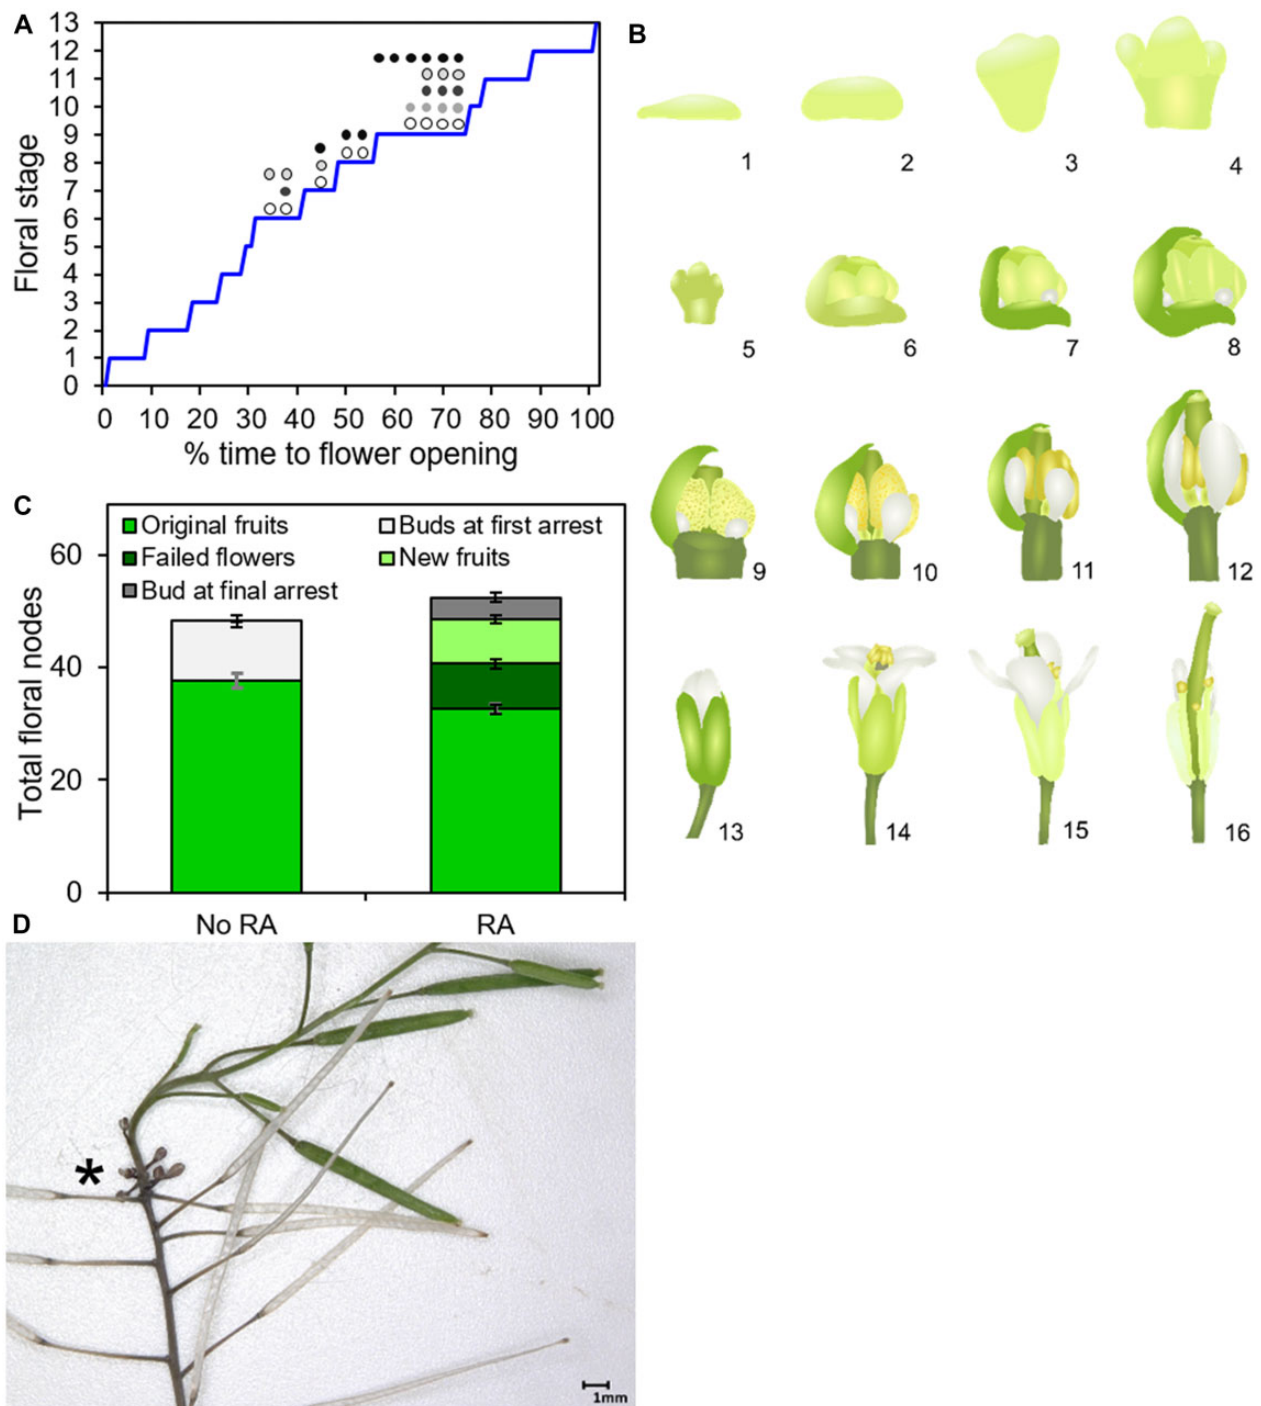 A
13
12
11
10
9
8
7
6
5
4
3
2
1
0
Floral stage
0 10 20 30 40 50 60 70 80 90 100
% time to flower opening
B
1 2 3 4
5 6 7 8
9 10 11 12
13 14 15 16
C
Original fruits Buds at first arrest
Failed flowers New fruits
Bud at final arrest
60
40
20
0
Total floral nodes
No RA RA
D
*
1mm